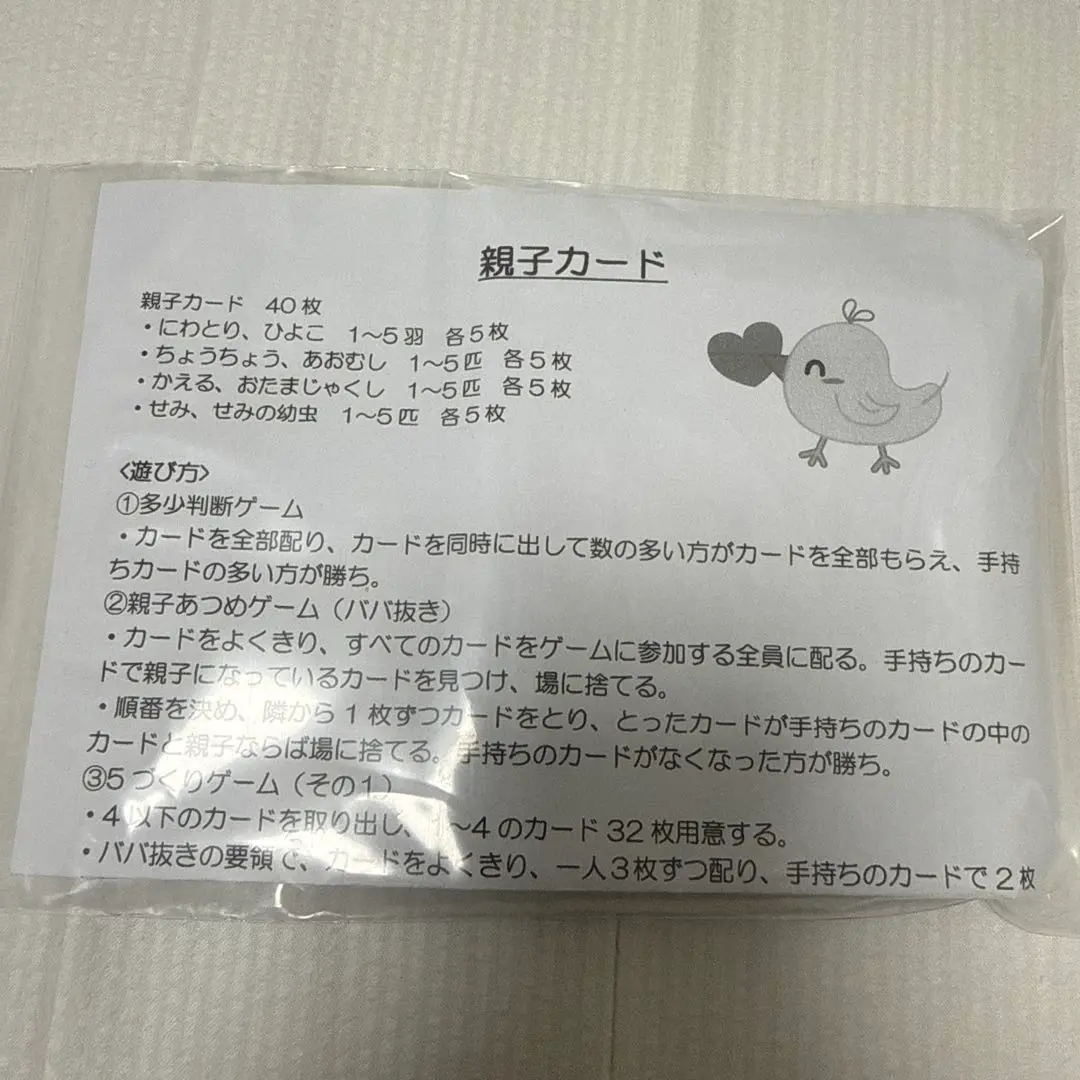 親子カード
親子カード　40枚
・にわとり、ひよこ　1～5羽　各5枚
・ちょうちょう、あおむし　1～5匹　各5枚
・かえる、おたまじゃくし　1～5匹　各5枚
・せみ、せみの幼虫　1～5匹　各5枚
<遊び方>
①多少判断ゲーム
・カードを全部配り、カードを同時に出して数の多い方がカードを全部もらえ、手持
ちカードの多い方が勝ち。
②親子あつめゲーム（ババ抜き）
・カードをよくきり、すべてのカードをゲームに参加する全員に配る。手持ちのカー
ドで親子になっているカードを見つけ、場に捨てる。
・順番を決め、隣から1枚ずつカードをとり、とったカードが手持ちのカードの中の
カードと親子ならば場に捨てる。手持ちのカードがなくなった方が勝ち。
③5づくりゲーム（その1）
・4以下のカードを取り出し、1～4のカード32枚用意する。
・ババ抜きの要領で、カードをよくきり、一人3枚ずつ配り、手持ちのカードで2枚